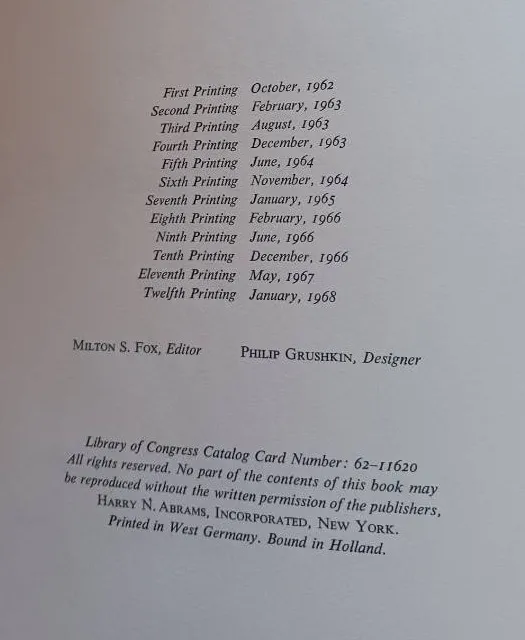 First Printing October, 1962
Second Printing February, 1963
Third Printing August, 1963
Fourth Printing December, 1963
Fifth Printing June, 1964
Sixth Printing November, 1964
Seventh Printing January, 1965
Eighth Printing February, 1966
Ninth Printing June, 1966
Tenth Printing December, 1966
Eleventh Printing May, 1967
Twelfth Printing January, 1968
MILTON S. FOX, Editor PHILIP GRUSHKIN, Designer
Library of Congress Catalog Card Number: 62–11620
All rights reserved. No part of the contents of this book may
be reproduced without the written permission of the publishers,
HARRY N. ABRAMS, INCORPORATED, NEW YORK.
Printed in West Germany. Bound in Holland.